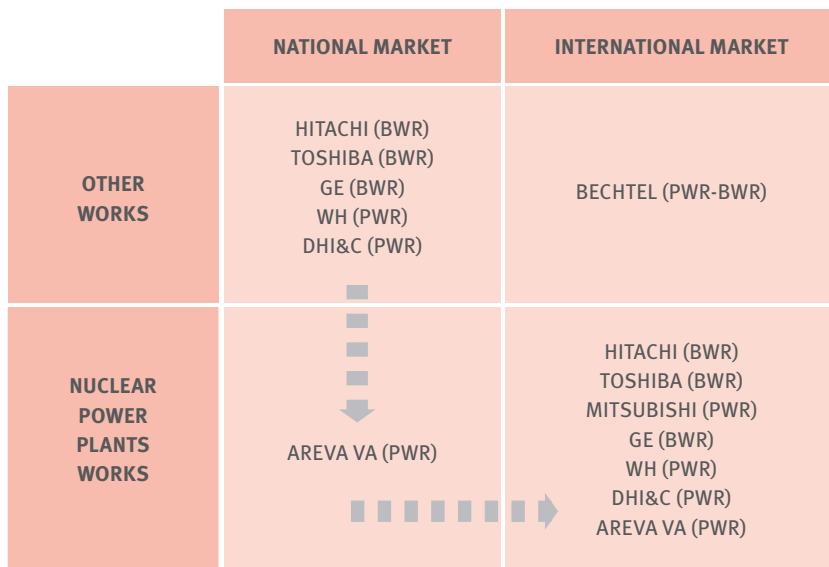 NATIONAL MARKET
INTERNATIONAL MARKET
OTHER
WORKS
HITACHI (BWR)
TOSHIBA (BWR)
GE (BWR)
WH (PWR)
DHI&C (PWR)
BECHTEL (PWR-BWR)
NUCLEAR
POWER
PLANTS
WORKS
AREVA VA (PWR)
HITACHI (BWR)
TOSHIBA (BWR)
MITSUBISHI (PWR)
GE (BWR)
WH (PWR)
DHI&C (PWR)
AREVA VA (PWR)